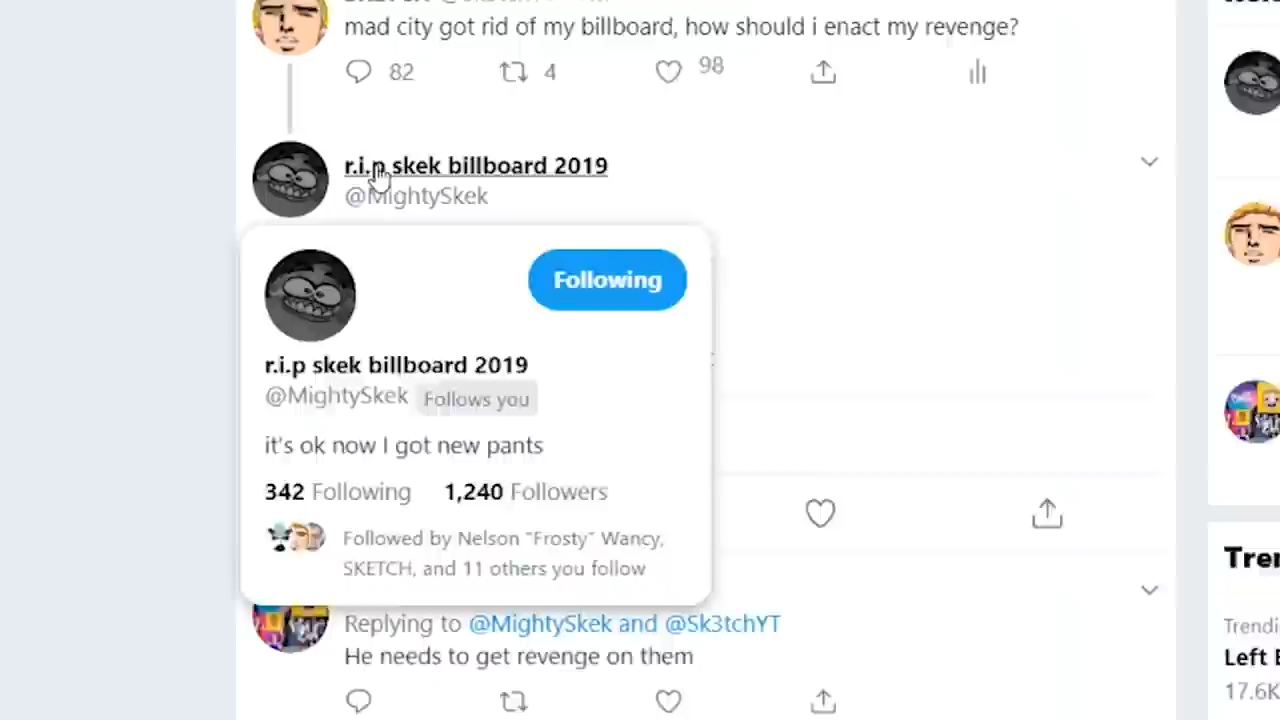 mad city got rid of my billboard, how should i enact my revenge?
82 4 98
r.i.p skek billboard 2019
@MightySkek
Following
r.i.p skek billboard 2019
@MightySkek Follows you
it's ok now I got new pants
342 Following 1,240 Followers
Followed by Nelson "Frosty" Wancy,
SKETCH, and 11 others you follow
Replying to @MightySkek and @Sk3tchYT
He needs to get revenge on them
Trendi
Left
17.6K